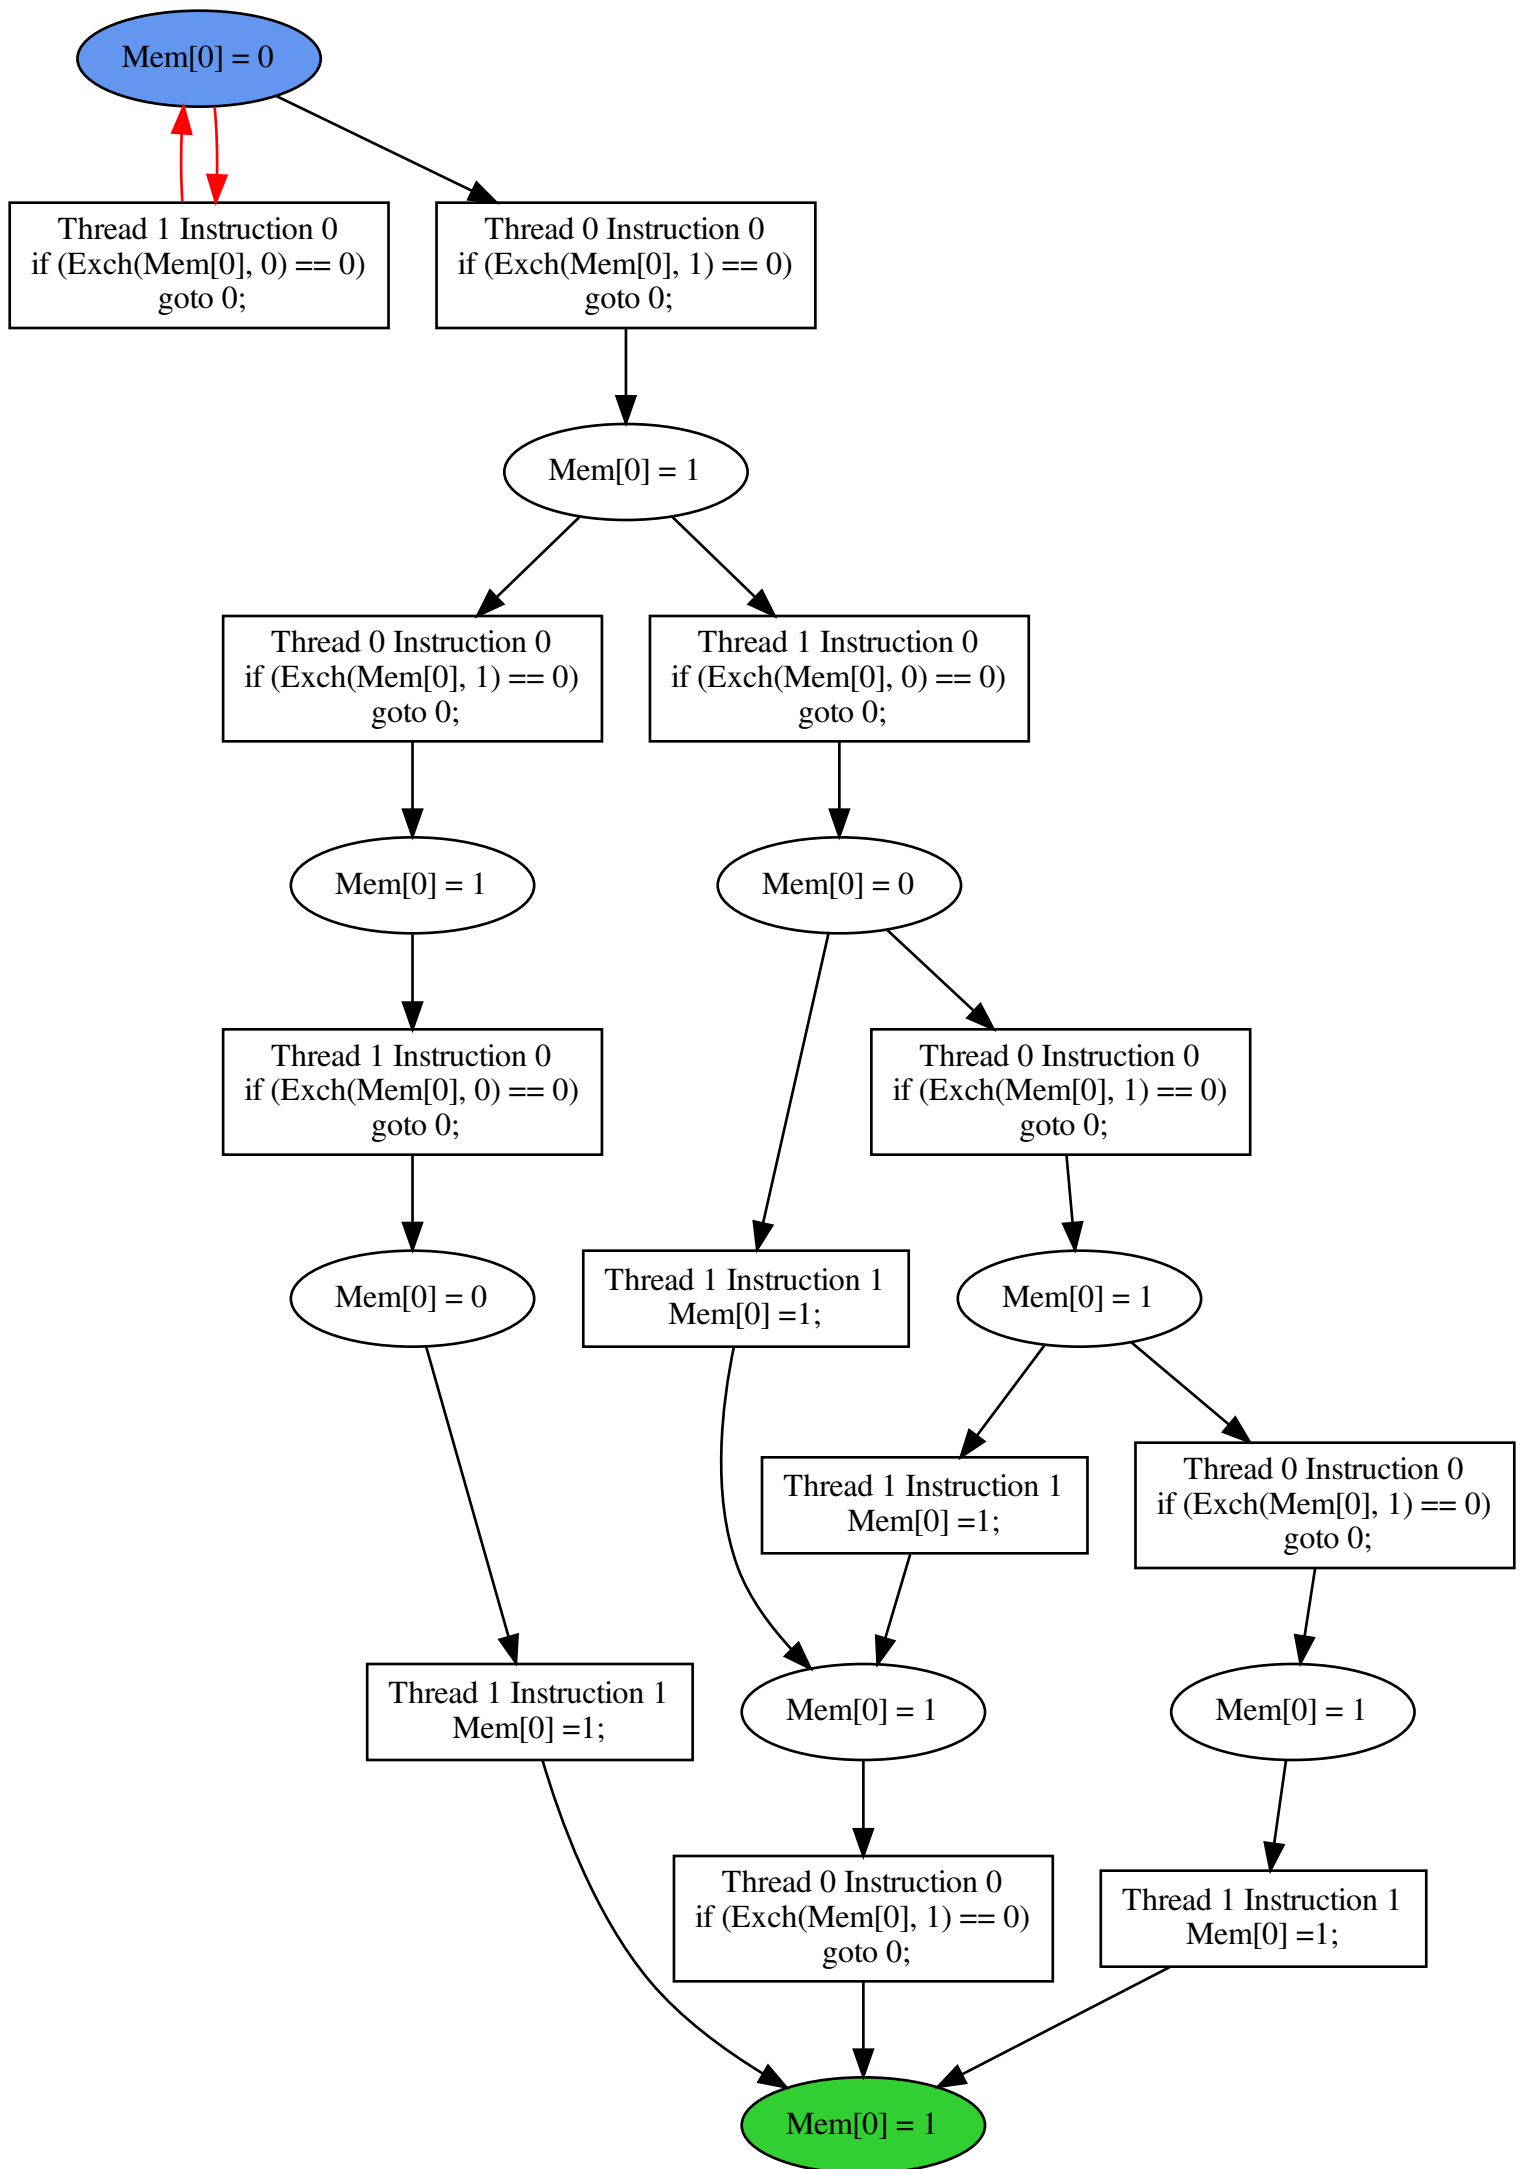 Mem[0] = 0
Thread 1 Instruction 0
if (Exch(Mem[0], 0) == 0)
goto 0;
Thread 0 Instruction 0
if (Exch(Mem[0], 1) == 0)
goto 0;
Mem[0] = 1
Thread 0 Instruction 0
if (Exch(Mem[0], 1) == 0)
goto 0;
Thread 1 Instruction 0
if (Exch(Mem[0], 0) == 0)
goto 0;
Mem[0] = 1
Mem[0] = 0
Thread 1 Instruction 0
if (Exch(Mem[0], 0) == 0)
goto 0;
Thread 0 Instruction 0
if (Exch(Mem[0], 1) == 0)
goto 0;
Mem[0] = 0
Thread 1 Instruction 1
Mem[0] =1;
Mem[0] = 1
Thread 1 Instruction 1
Mem[0] =1;
Thread 0 Instruction 0
if (Exch(Mem[0], 1) == 0)
goto 0;
Thread 1 Instruction 1
Mem[0] =1;
Mem[0] = 1
Mem[0] = 1
Thread 0 Instruction 0
if (Exch(Mem[0], 1) == 0)
goto 0;
Thread 1 Instruction 1
Mem[0] =1;
Mem[0] = 1